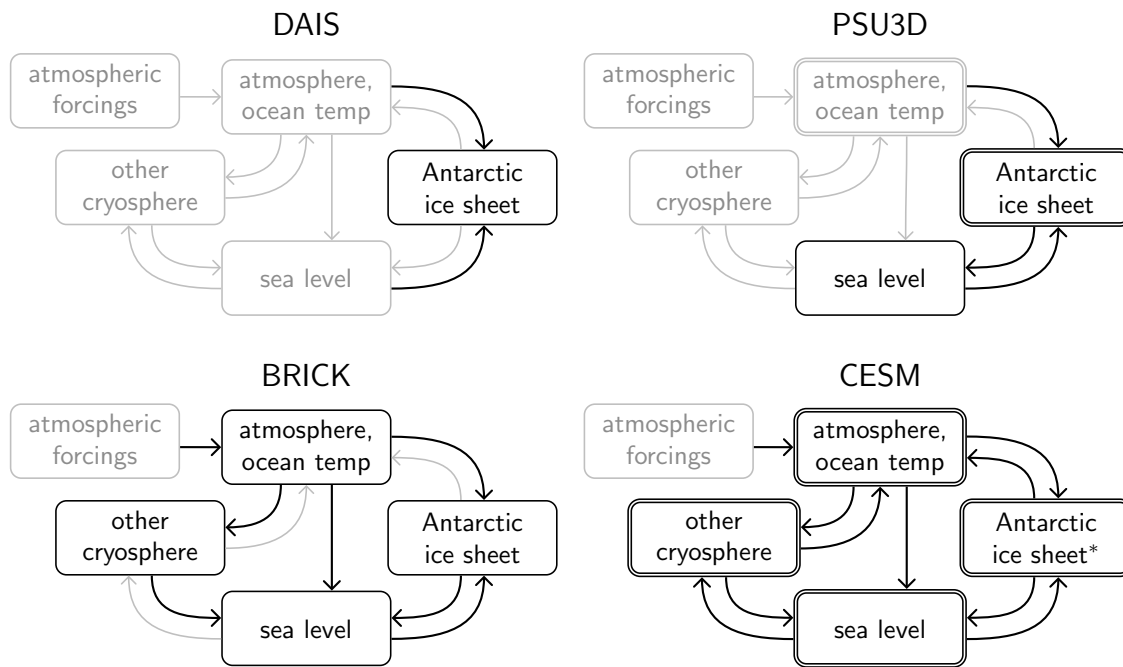 DAIS
atmospheric
forcings
atmosphere,
ocean temp
other
cryosphere
Antarctic
ice sheet
sea level
PSU3D
atmospheric
forcings
atmosphere,
ocean temp
other
cryosphere
Antarctic
ice sheet
sea level
BRICK
atmospheric
forcings
atmosphere,
ocean temp
other
cryosphere
Antarctic
ice sheet
sea level
CESM
atmospheric
forcings
atmosphere,
ocean temp
other
cryosphere
Antarctic
ice sheet*
sea level